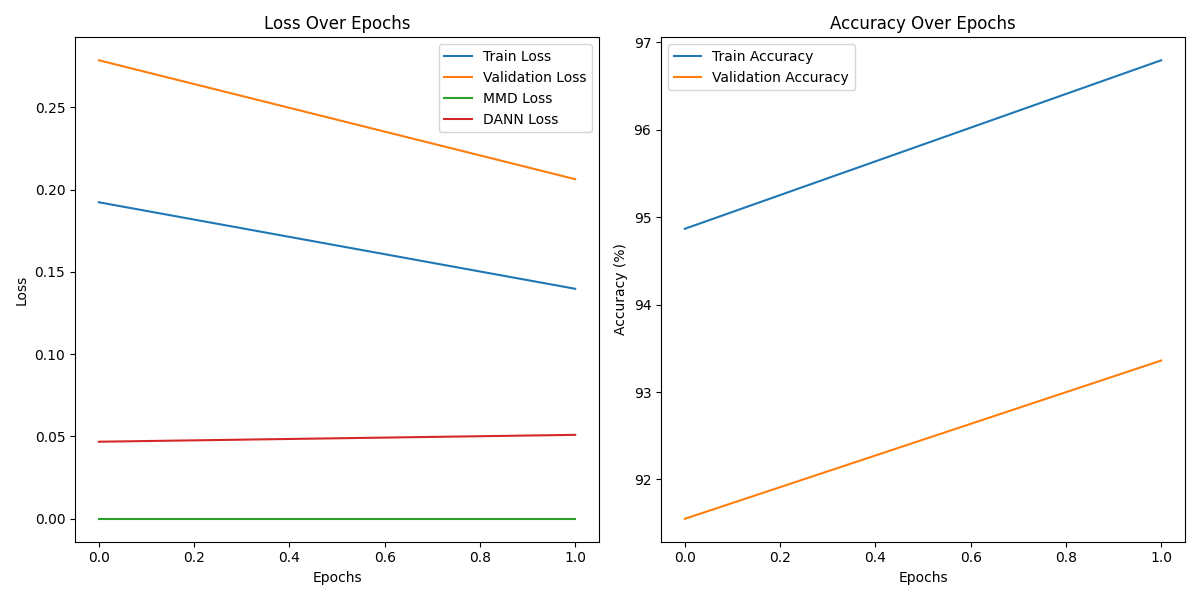 Loss Over Epochs
Train Loss
Validation Loss
MMD Loss
DANN Loss
0.25
0.20
0.15
0.10
0.05
0.00
Loss
0.0 0.2 0.4 0.6 0.8 1.0
Epochs
Accuracy Over Epochs
Train Accuracy
Validation Accuracy
97
96
95
94
93
92
Accuracy (%)
0.0 0.2 0.4 0.6 0.8 1.0
Epochs